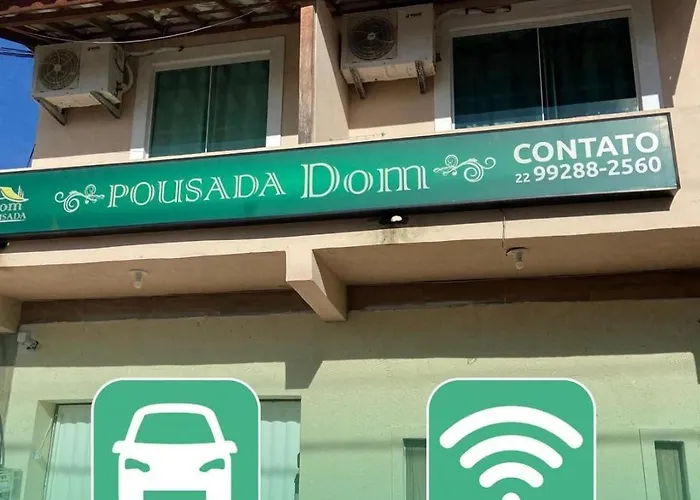 Dom
POUSADA
POUSADA Dom
CONTATO
22 99288-2560